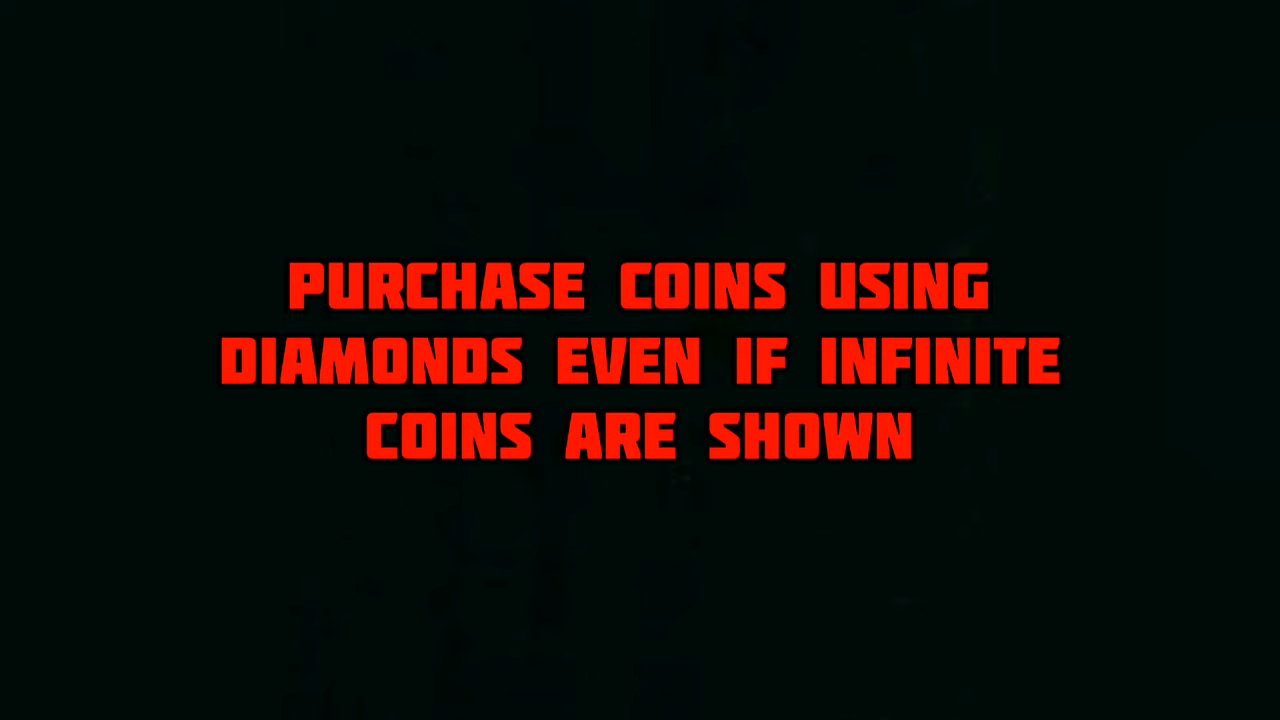 PURCHASE COINS USING
DIAMONDS EVEN IF INFINITE
COINS ARE SHOWN